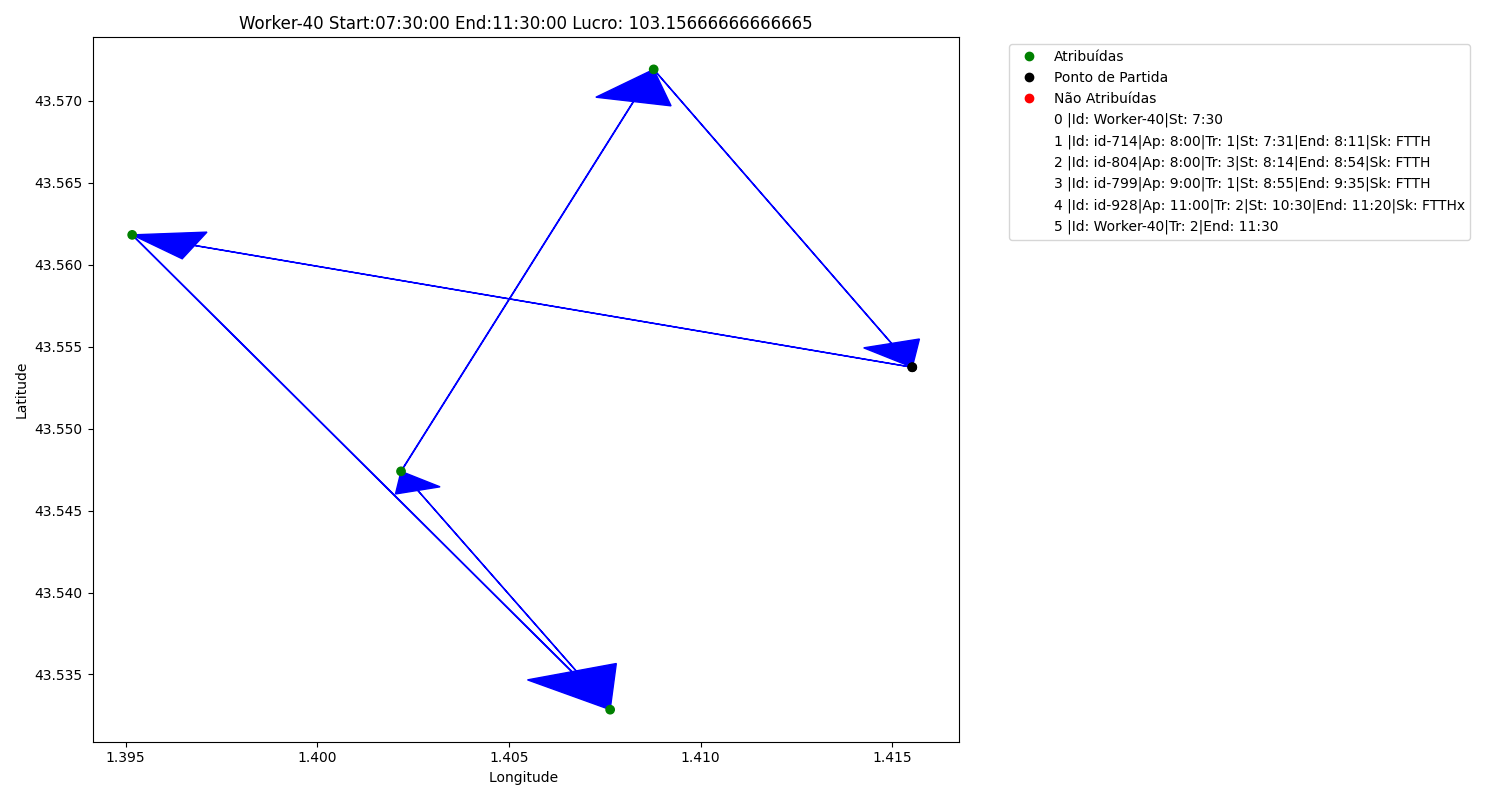 Worker-40 Start:07:30:00 End:11:30:00 Lucro: 103.15666666666665
Atribuídas
Ponto de Partida
Não Atribuídas
0 |Id: Worker-40|St: 7:30
1 |Id: id-714|Ap: 8:00|Tr: 1|St: 7:31|End: 8:11|Sk: FTTH
2 |Id: id-804|Ap: 8:00|Tr: 3|St: 8:14|End: 8:54|Sk: FTTH
3 |Id: id-799|Ap: 9:00|Tr: 1|St: 8:55|End: 9:35|Sk: FTTH
4 |Id: id-928|Ap: 11:00|Tr: 2|St: 10:30|End: 11:20|Sk: FTTHx
5 |Id: Worker-40|Tr: 2|End: 11:30
43.570
43.565
43.560
43.555
43.550
43.545
43.540
43.535
Latitude
1.395 1.400 1.405 1.410 1.415
Longitude